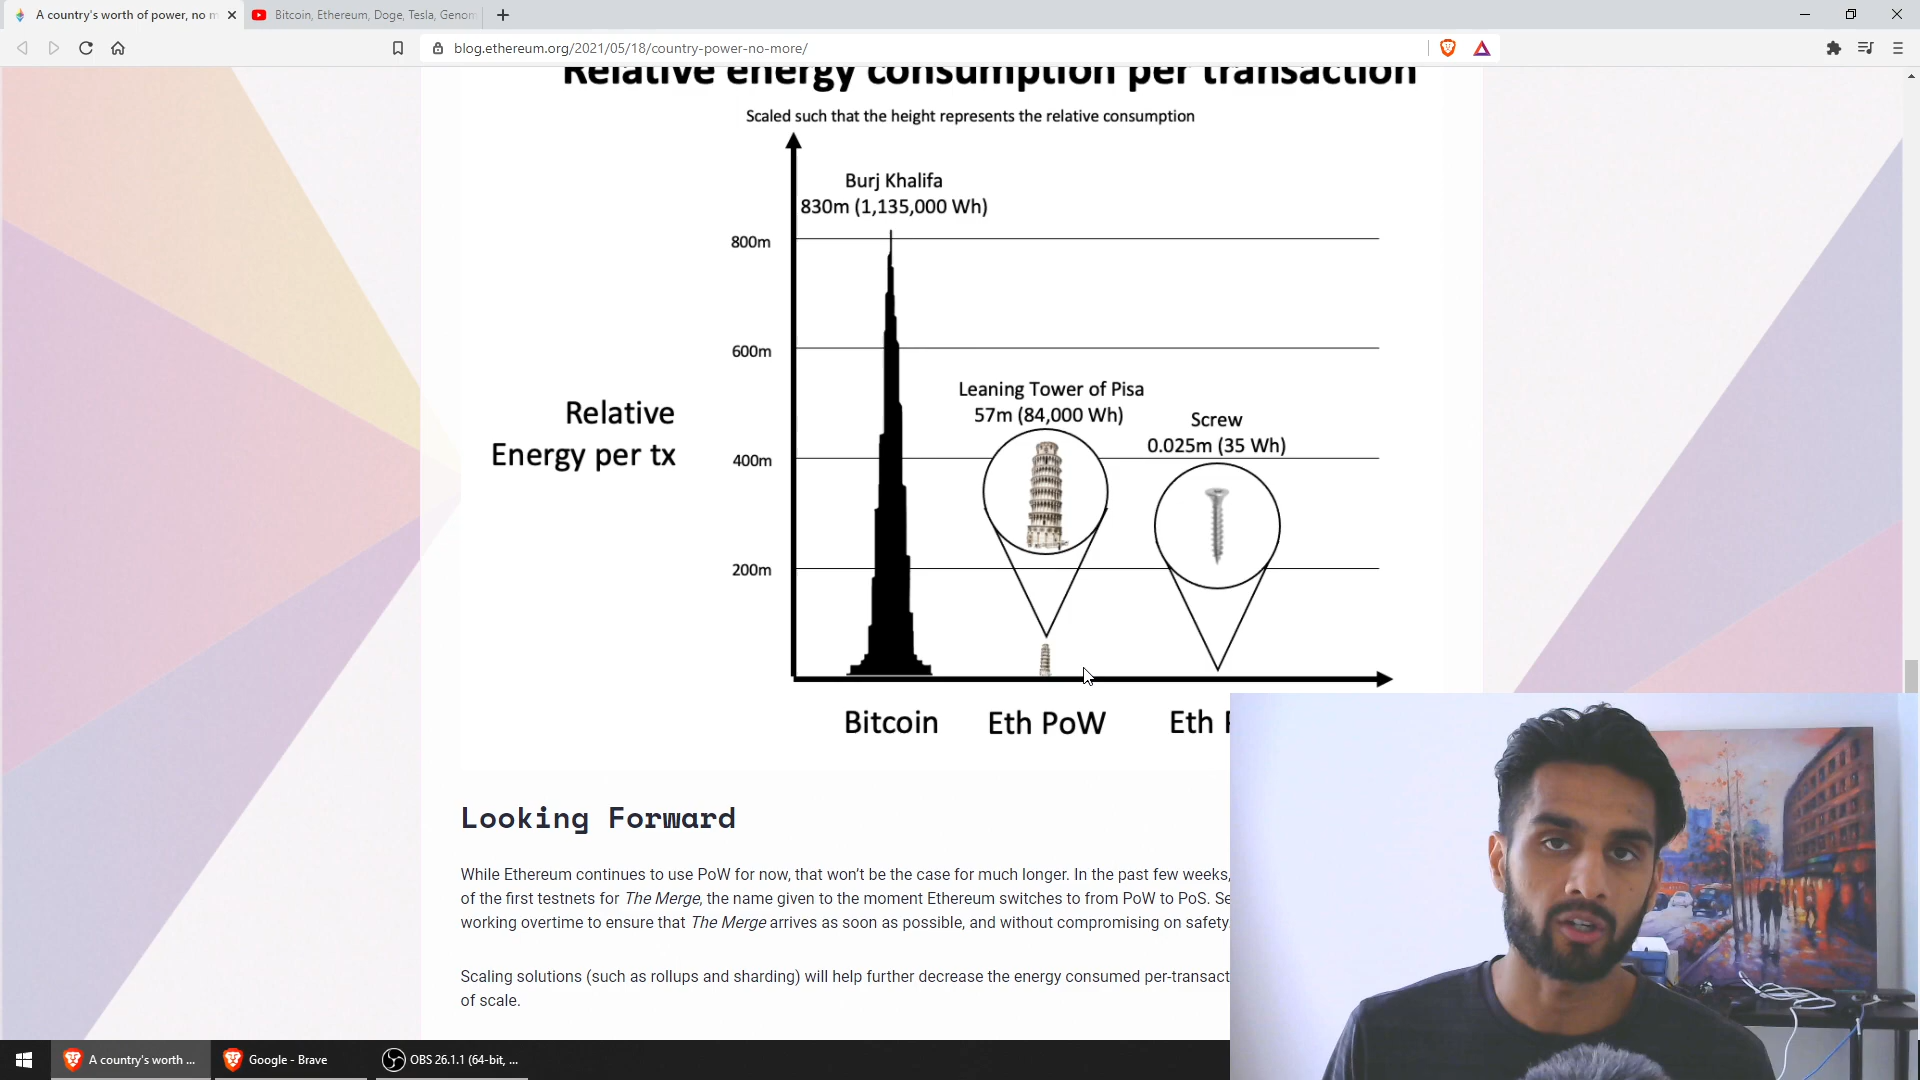 A country's worth of power, no m
Bitcoin, Ethereum, Doge, Tesla, Genom
blog.ethereum.org/2021/05/18/country-power-no-more/
Relative energy consumption per transaction
Scaled such that the height represents the relative consumption
Burj Khalifa
830m (1,135,000 Wh)
800m
600m
Leaning Tower of Pisa
57m (84,000 Wh)
Screw
0.025m (35 Wh)
Relative
Energy per tx
400m
200m
Bitcoin
Eth PoW
Eth
Looking Forward
While Ethereum continues to use PoW for now, that won't be the case for much longer. In the past few weeks,
of the first testnets for The Merge, the name given to the moment Ethereum switches to from PoW to PoS. Se
working overtime to ensure that The Merge arrives as soon as possible, and without compromising on safety.
Scaling solutions (such as rollups and sharding) will help further decrease the energy consumed per-transact
of scale.
A country's worth ...
Google - Brave
OBS 26.1.1 (64-bit, ...